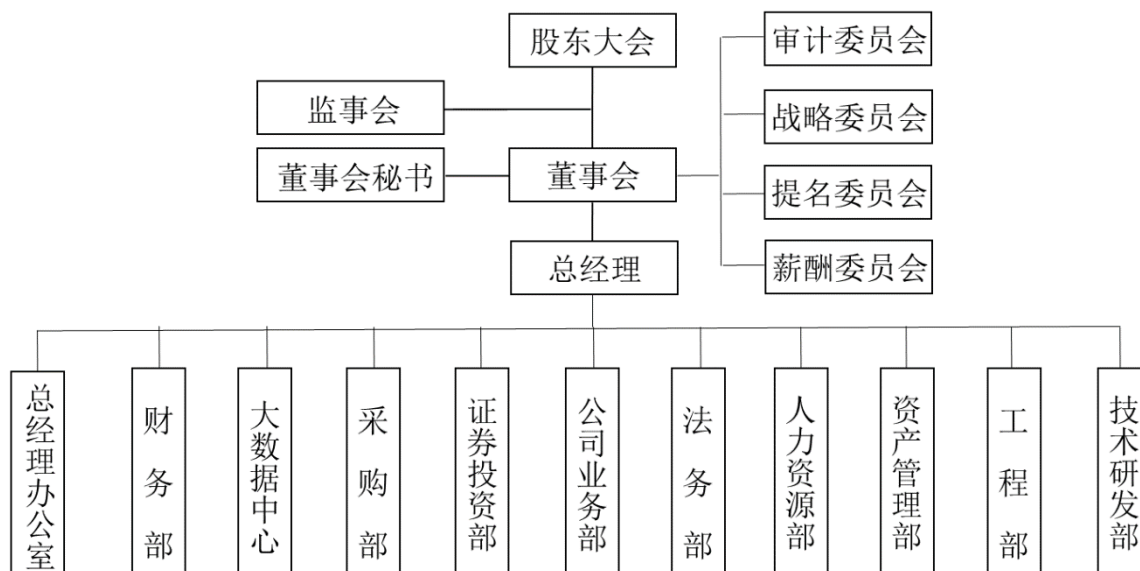 股东大会
审计委员会
监事会
战略委员会
董事会秘书
董事会
提名委员会
总经理
薪酬委员会
总经理办公室
财务部
大数据中心
采购部
证券投资部
公司业务部
法务部
人力资源部
资产管理部
工程部
技术研发部